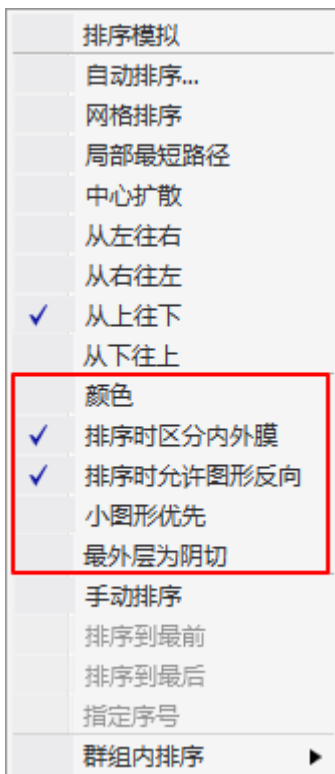 排序模拟
自动排序...
网格排序
局部最短路径
中心扩散
从左往右
从右往左
从上往下
从下往上
颜色
排序时区分内外膜
排序时允许图形反向
小图形优先
最外层为阴切
手动排序
排序到最前
排序到最后
指定序号
群组内排序